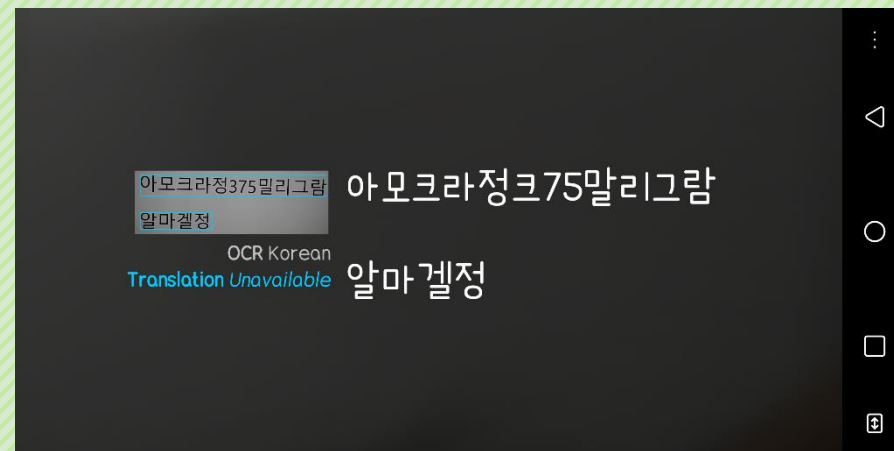 아모크라정375밀리그람
알마겔정
OCR Korean
Translation Unavailable
아모크라정크75말리그람
알마겔정